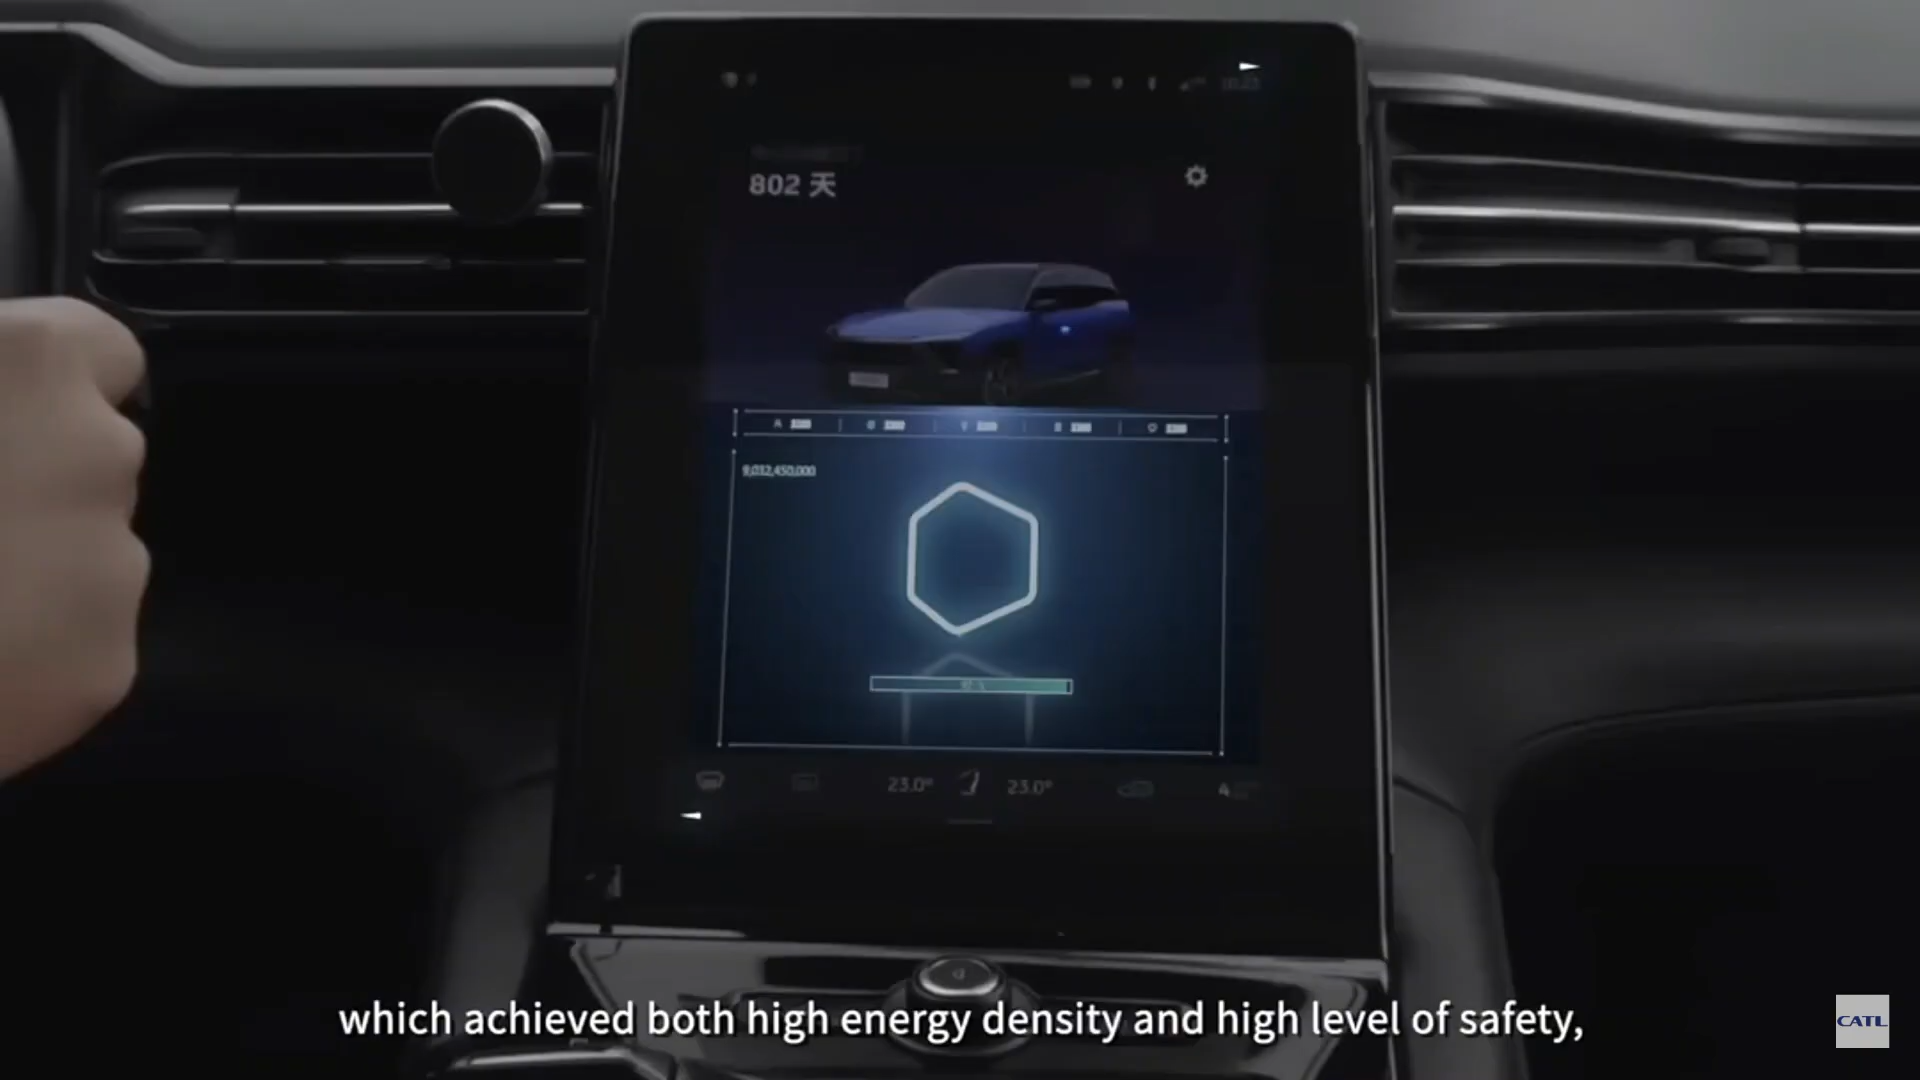 802 天
9,032,450,000
23.0° 23.0°
4
which achieved both high energy density and high level of safety,
CATL